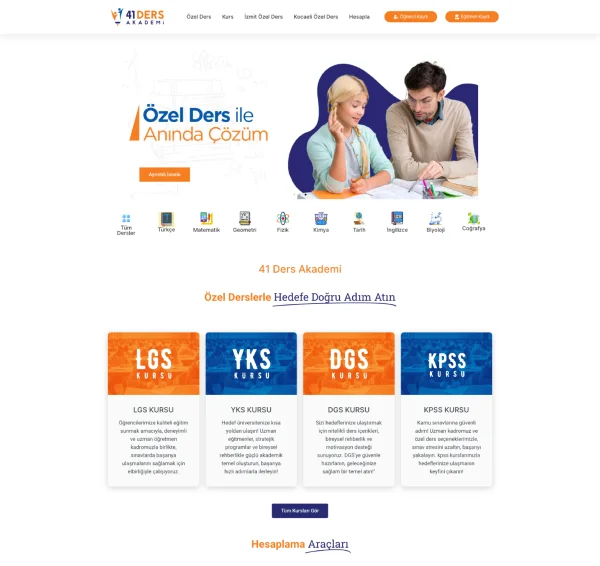 41 DERS
AKADEMİ
Özel Ders
Kurs
İzmit Özel Ders
Kocaeli Özel Ders
Hesapla
Öğrenci Kayıt
Eğitmen Kayıt
Özel Ders ile
Anında Çözüm
Ayrıntılı İncele
Tüm
Dersler
Türkçe
Matematik
Geometri
Fizik
Kimya
Tarih
İngilizce
Biyoloji
Coğrafya
41 Ders Akademi
Özel Derslerle Hedefe Doğru Adım Atın
LGS
KURSU
YKS
KURSU
DGS
KURSU
KPSS
KURSU
LGS KURSU
Öğrencilerimize kaliteli eğitim
sunmak amacıyla, deneyimli
ve uzman öğretmen
kadromuzla birlikte,
sınavlarda başarıya
ulaşmalarını sağlamak için
elbirliğiyle çalışıyoruz.
YKS KURSU
Hedef üniversitenize kısa
yoldan ulaşın! Uzman
eğitmenler, stratejik
programlar ve bireysel
rehberlikle güçlü akademik
temel oluşturun, başarıya
hızlı adımlarla ilerleyin!
DGS KURSU
Sizi hedeflerinize ulaştırmak
için nitelikli ders içerikleri,
bireysel rehberlik ve
motivasyon desteği
sunuyoruz. DGS'ye güvenle
hazırlanın, geleceğinize
sağlam bir temel atın!"
KPSS KURSU
Kamu sınavlarına güvenli
adım! Uzman kadromuz ve
özel ders seçeneklerimizle,
sınav stresini azaltın, başarıyı
yakalayın. kpss kurslarımızla
hedeflerinize ulaşmanın
keyfini çıkarın!
Tüm Kursları Gör
Hesaplama Araçları